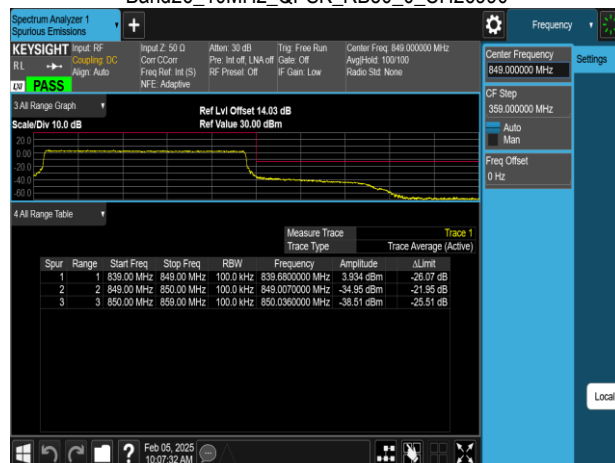 Spectrum Analyzer 1
Spurious Emissions
Frequency
KEYSIGHT
Input: RF
Coupling: DC
Align: Auto
Input Z: 50 Ω
Corr CCorr
Freq Ref: Int (S)
NFE: Adaptive
Atten: 30 dB
Pre: Int off, LNA off
RF Presel: Off
Trig: Free Run
Gate: Off
IF Gain: Low
Center Freq: 849.000000 MHz
Avg|Hold: 100/100
Radio Std: None
RL
LXI PASS
3 All Range Graph
Scale/Div 10.0 dB
Ref Lvl Offset 14.03 dB
Ref Value 30.00 dBm
20.0
0.00
-20.0
-40.0
-60.0
4 All Range Table
Measure Trace Trace 1
Trace Type Trace Average (Active)
Spur Range Start Freq Stop Freq RBW Frequency Amplitude ΔLimit
1 1 839.00 MHz 849.00 MHz 100.0 kHz 839.6800000 MHz 3.934 dBm -26.07 dB
2 2 849.00 MHz 850.00 MHz 100.0 kHz 849.0070000 MHz -34.95 dBm -21.95 dB
3 3 850.00 MHz 859.00 MHz 100.0 kHz 850.0360000 MHz -38.51 dBm -25.51 dB
Center Frequency
849.000000 MHz
Settings
CF Step
359.000000 MHz
Auto
Man
Freq Offset
0 Hz
Local
Feb 05, 2025
10:07:32 AM